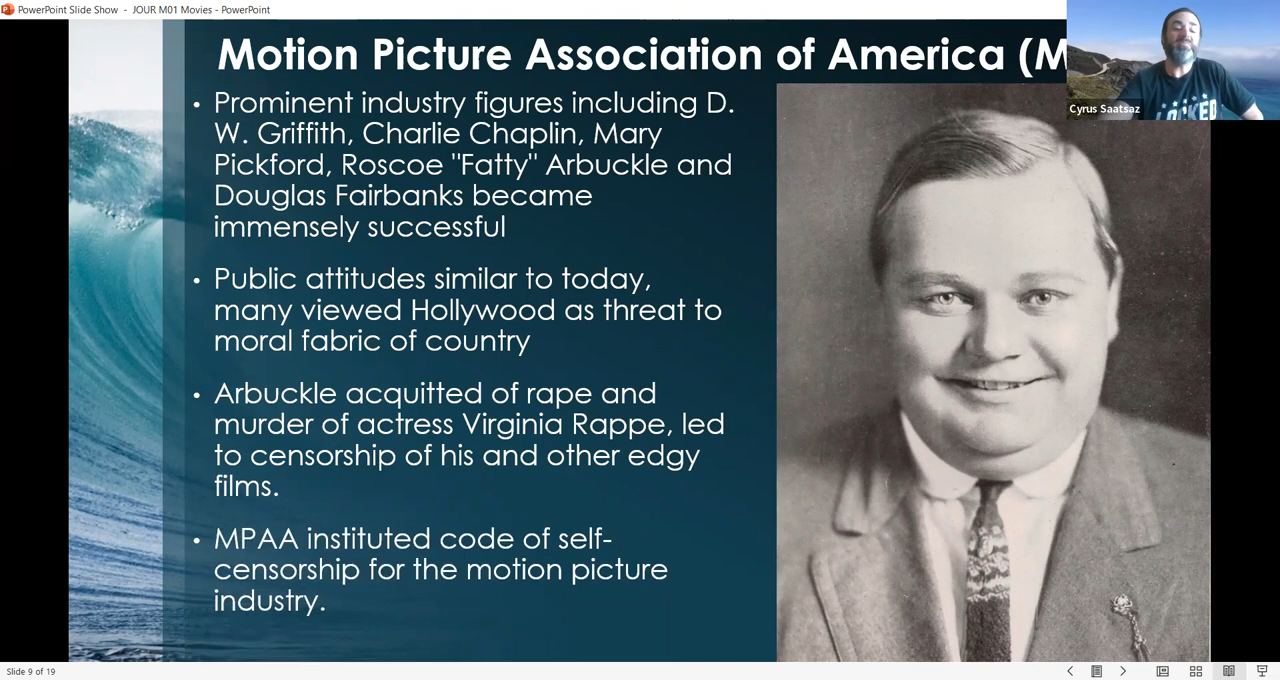 PowerPoint Slide Show - JOUR M01 Movies - PowerPoint
Motion Picture Association of America (M
Cyrus Saatsaz
LOCKED
• Prominent industry figures including D.
W. Griffith, Charlie Chaplin, Mary
Pickford, Roscoe "Fatty" Arbuckle and
Douglas Fairbanks became
immensely successful
• Public attitudes similar to today,
many viewed Hollywood as threat to
moral fabric of country
• Arbuckle acquitted of rape and
murder of actress Virginia Rappe, led
to censorship of his and other edgy
films.
• MPAA instituted code of self-
censorship for the motion picture
industry.
Slide 9 of 19